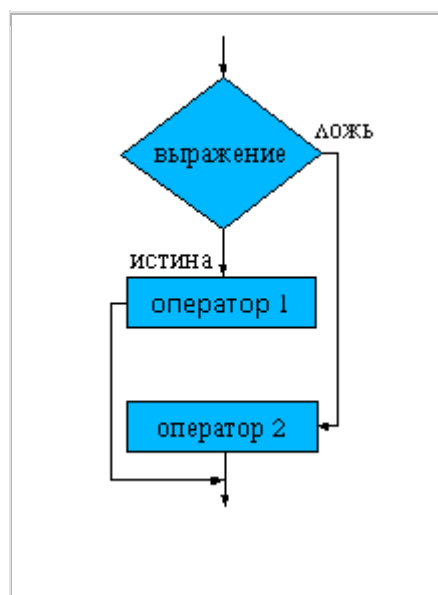 ложь
выражение
истина
оператор 1
оператор 2